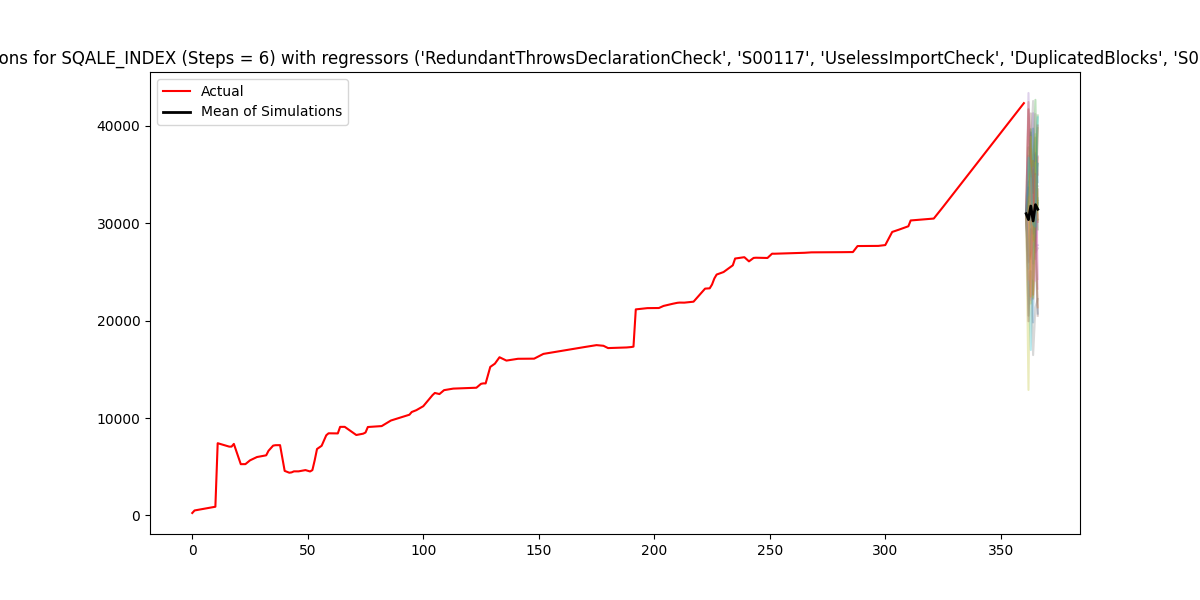 ons for SQALE_INDEX (Steps = 6) with regressors ('RedundantThrowsDeclarationCheck', 'S00117', 'UselessImportCheck', 'DuplicatedBlocks', 'S0
Actual
Mean of Simulations
40000
30000
20000
10000
0
0 50 100 150 200 250 300 350